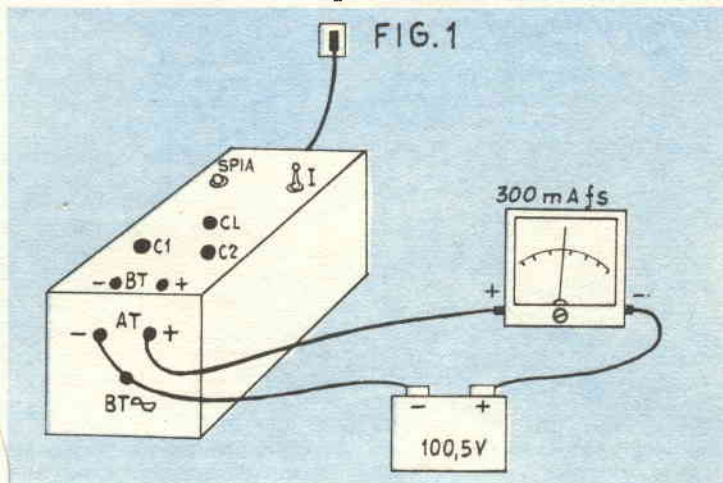 FIG.1
SPIA
I
CL
C1
C2
- BT +
- AT +
BT
300 mA fs
+ -
- +
100,5V